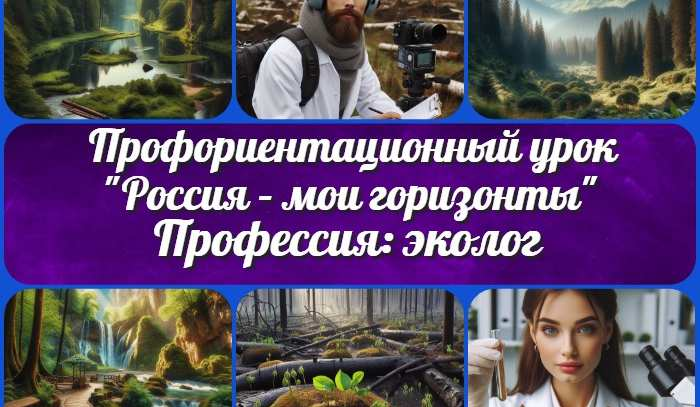 Профориентационный урок
"Россия – мои горизонты"
Профессия: эколог